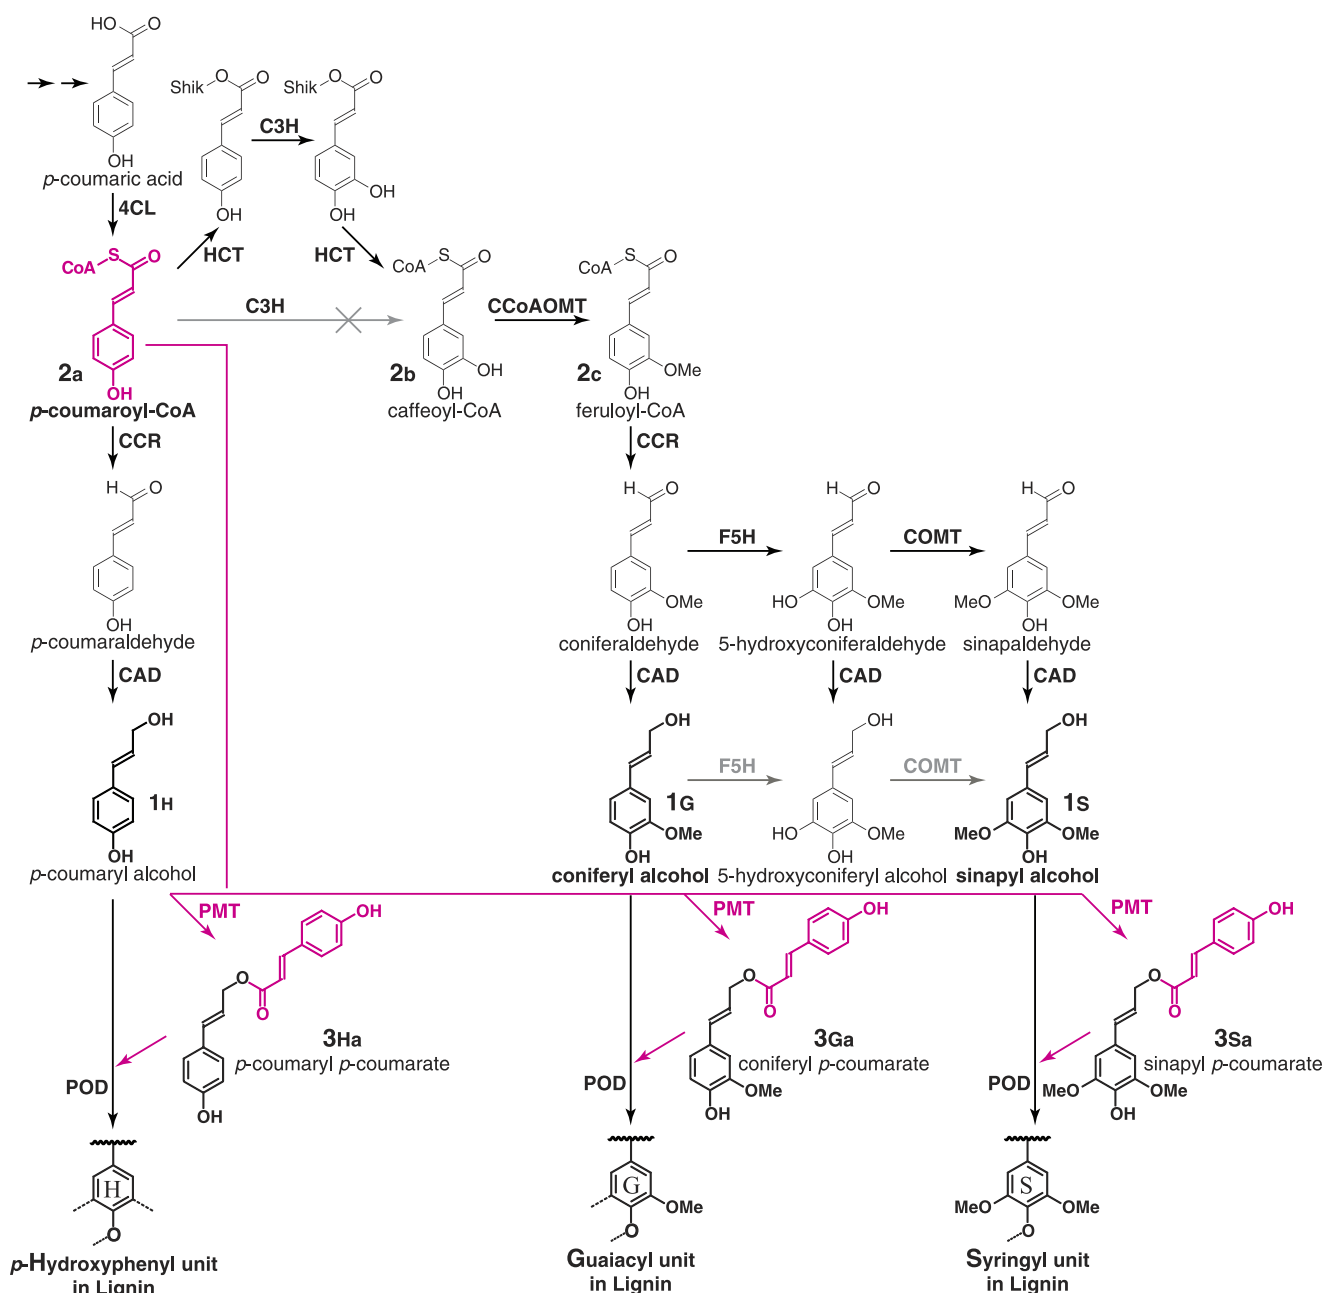 HO
O
OH
p-coumaric acid
4CL
Shik
O
O
OH
C3H
Shik
O
O
OH
OH
HCT
HCT
CoA
S
O
2a
OH
p-coumaroyl-CoA
C3H
CoA
S
O
OH
2b
OH
caffeoyl-CoA
CCoAOMT
CoA
S
O
OMe
2c
OH
feruloyl-CoA
CCR
CCR
H
O
OH
p-coumaraldehyde
H
O
OMe
OH
coniferaldehyde
F5H
H
O
HO
OMe
OH
5-hydroxyconiferaldehyde
COMT
H
O
MeO
OMe
OH
sinapaldehyde
CAD
CAD
CAD
CAD
OH
1H
OH
p-coumaryl alcohol
OH
1G
OMe
OH
coniferyl alcohol
F5H
OH
HO
OMe
OH
5-hydroxyconiferyl alcohol
COMT
OH
1S
MeO
OMe
OH
sinapyl alcohol
PMT
OH
O
O
3Ha
p-coumaryl p-coumarate
OH
PMT
OH
O
O
3Ga
coniferyl p-coumarate
OMe
OH
PMT
OH
O
O
3Sa
sinapyl p-coumarate
MeO
OMe
OH
POD
POD
POD
H
O
p-Hydroxyphenyl unit
in Lignin
G
OMe
O
Guaiacyl unit
in Lignin
S
MeO
OMe
O
Syringyl unit
in Lignin